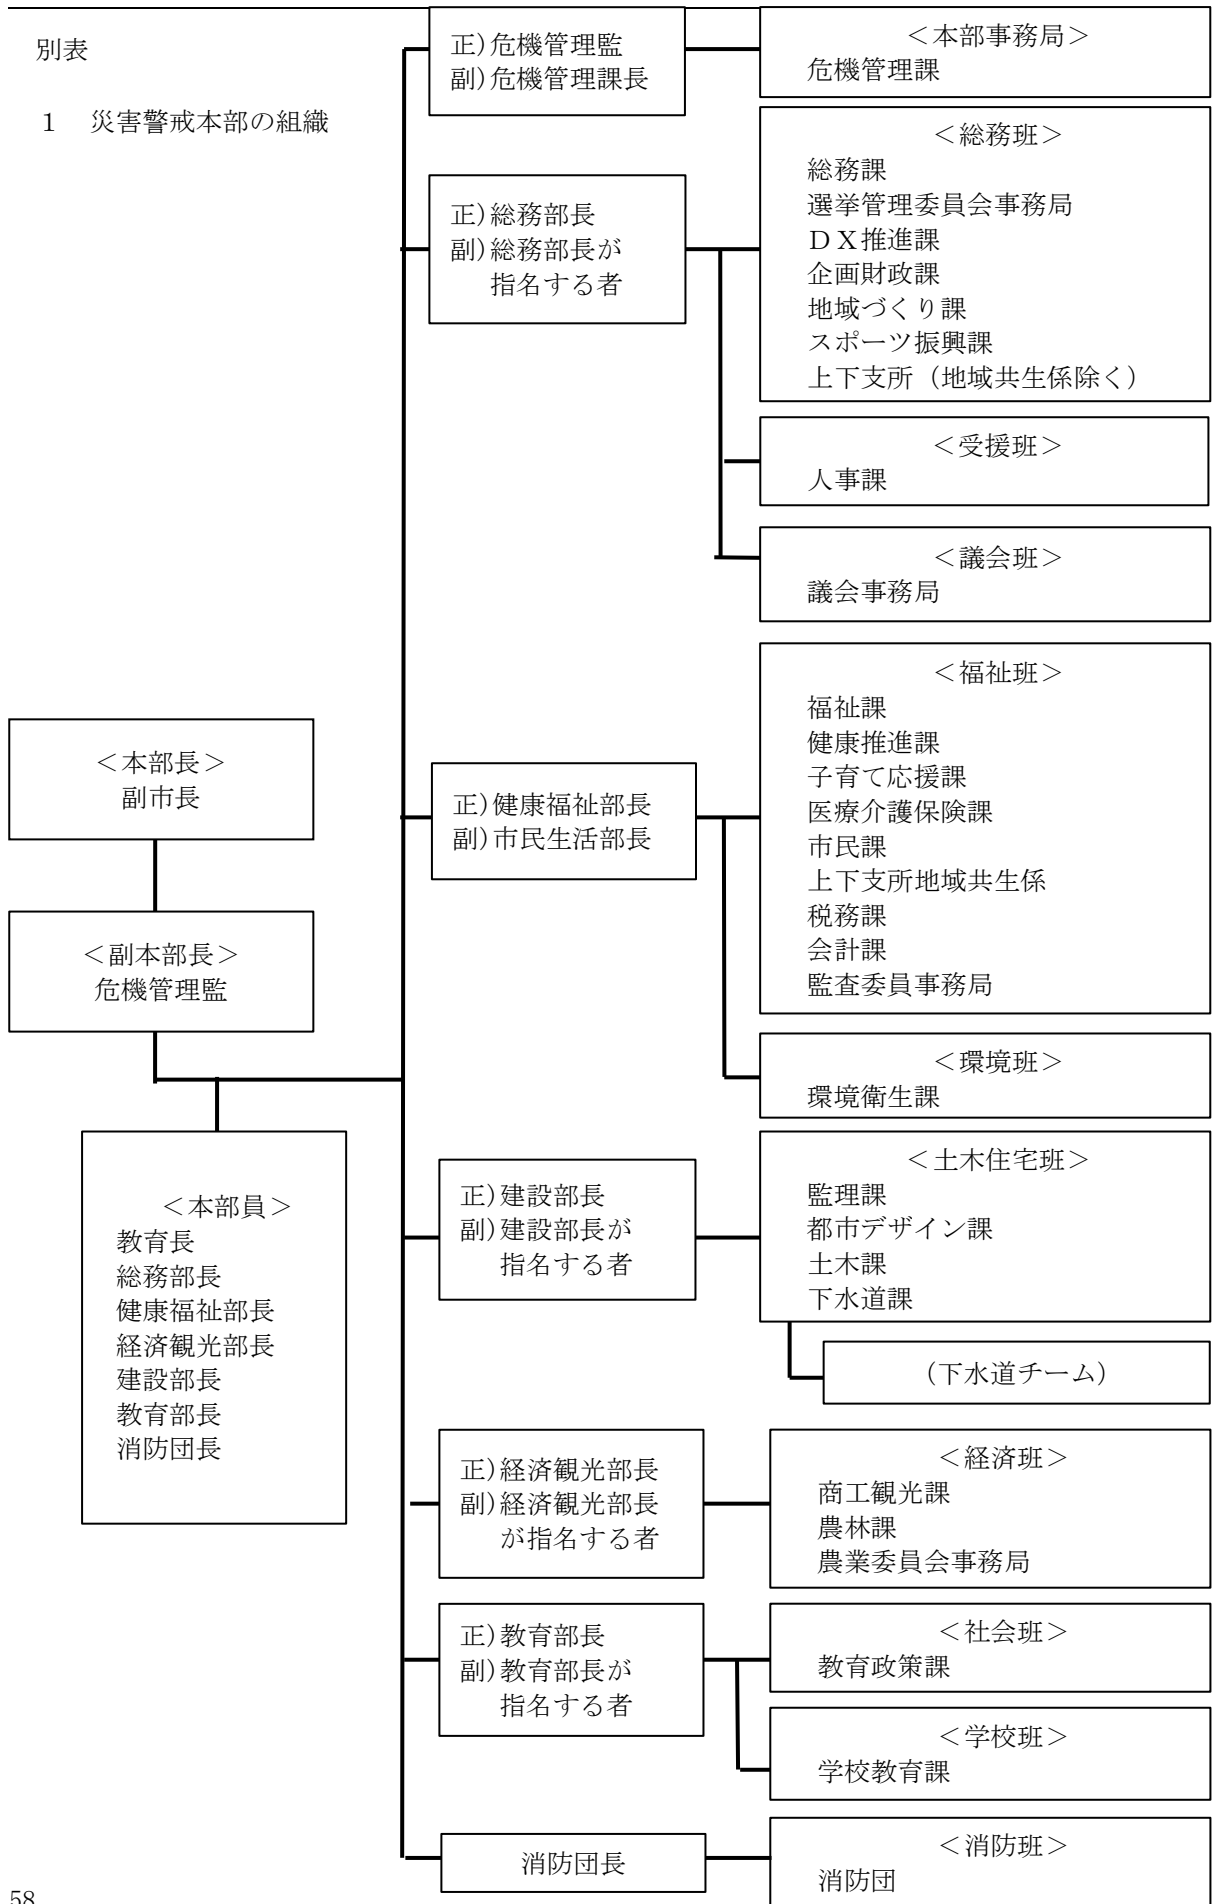 別表
1 災害警戒本部の組織
＜本部長＞
副市長
＜副本部長＞
危機管理監
＜本部員＞
教育長
総務部長
健康福祉部長
経済観光部長
建設部長
教育部長
消防団長
正)危機管理監
副)危機管理課長
＜本部事務局＞
危機管理課
正)総務部長
副)総務部長が
指名する者
＜総務班＞
総務課
選挙管理委員会事務局
ＤＸ推進課
企画財政課
地域づくり課
スポーツ振興課
上下支所（地域共生係除く）
＜受援班＞
人事課
＜議会班＞
議会事務局
正)健康福祉部長
副)市民生活部長
＜福祉班＞
福祉課
健康推進課
子育て応援課
医療介護保険課
市民課
上下支所地域共生係
税務課
会計課
監査委員事務局
＜環境班＞
環境衛生課
正)建設部長
副)建設部長が
指名する者
＜土木住宅班＞
監理課
都市デザイン課
土木課
下水道課
（下水道チーム）
正)経済観光部長
副)経済観光部長
が指名する者
＜経済班＞
商工観光課
農林課
農業委員会事務局
正)教育部長
副)教育部長が
指名する者
＜社会班＞
教育政策課
＜学校班＞
学校教育課
消防団長
＜消防班＞
消防団
58